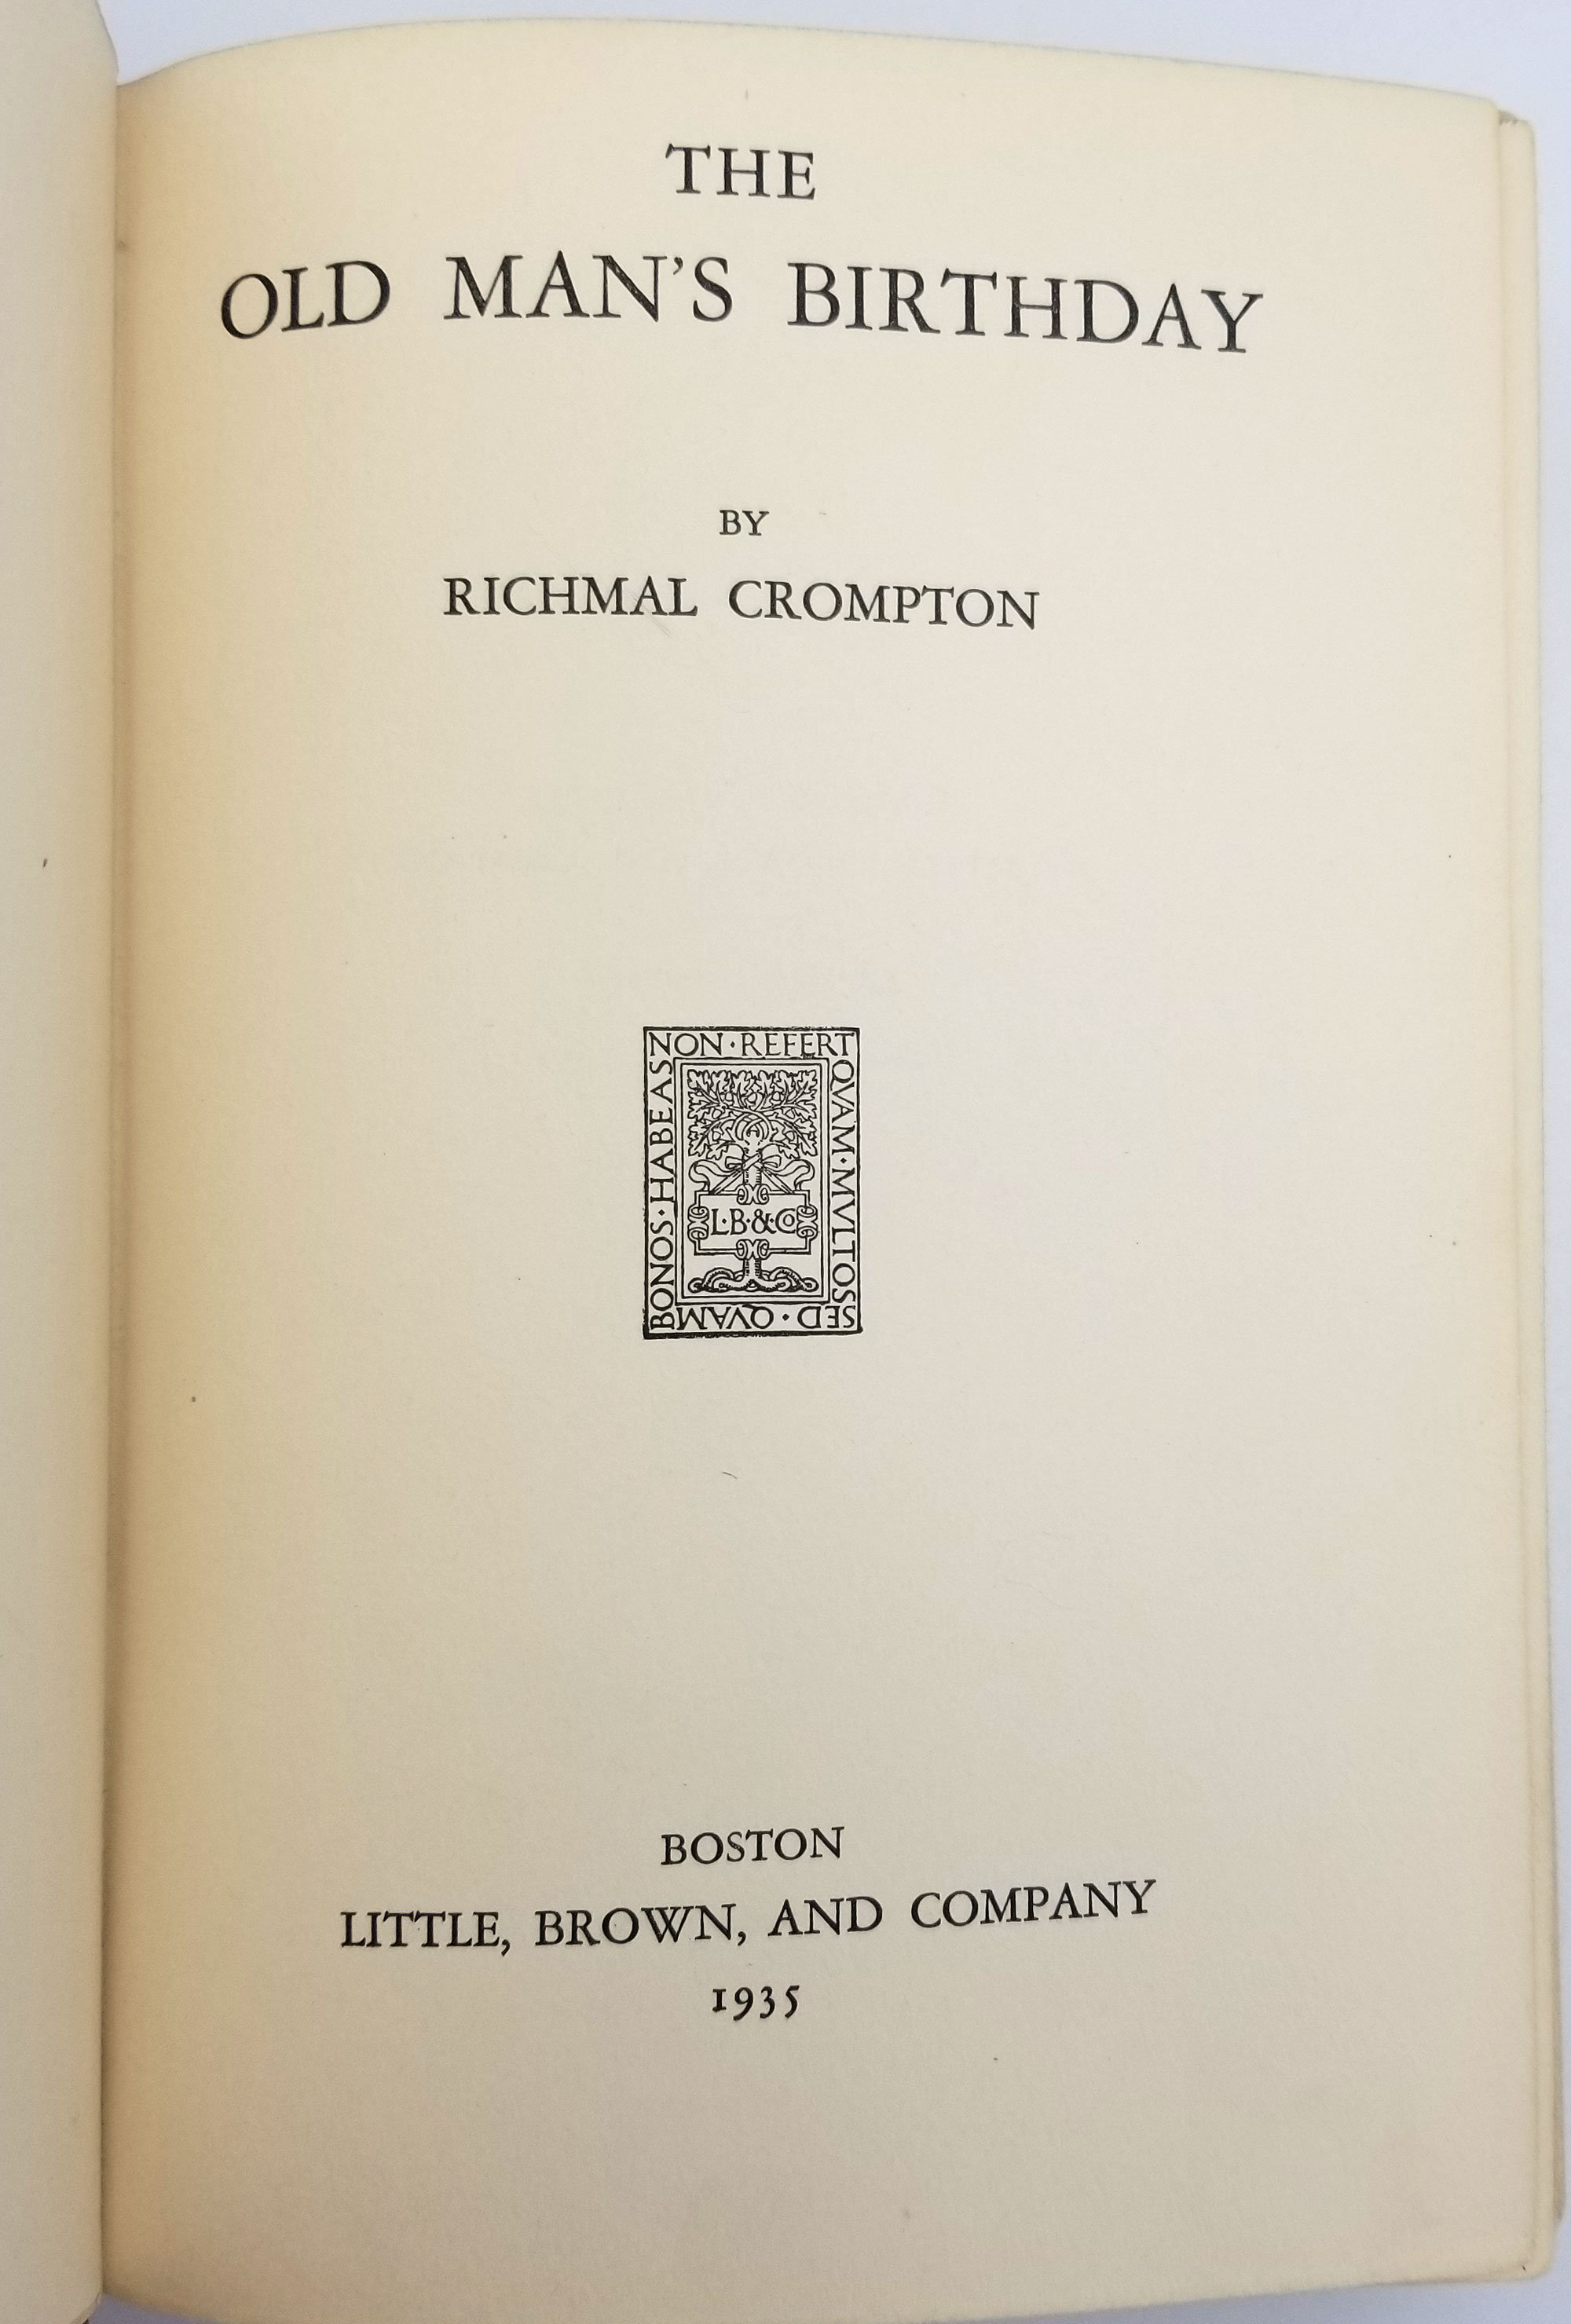 THE
OLD MAN'S BIRTHDAY
BY
RICHMAL CROMPTON
NON·REFERT
QVAM·MVLTOS
SED·QVAM
BONOS·HABEAS
L·B·&·Co
BOSTON
LITTLE, BROWN, AND COMPANY
1935